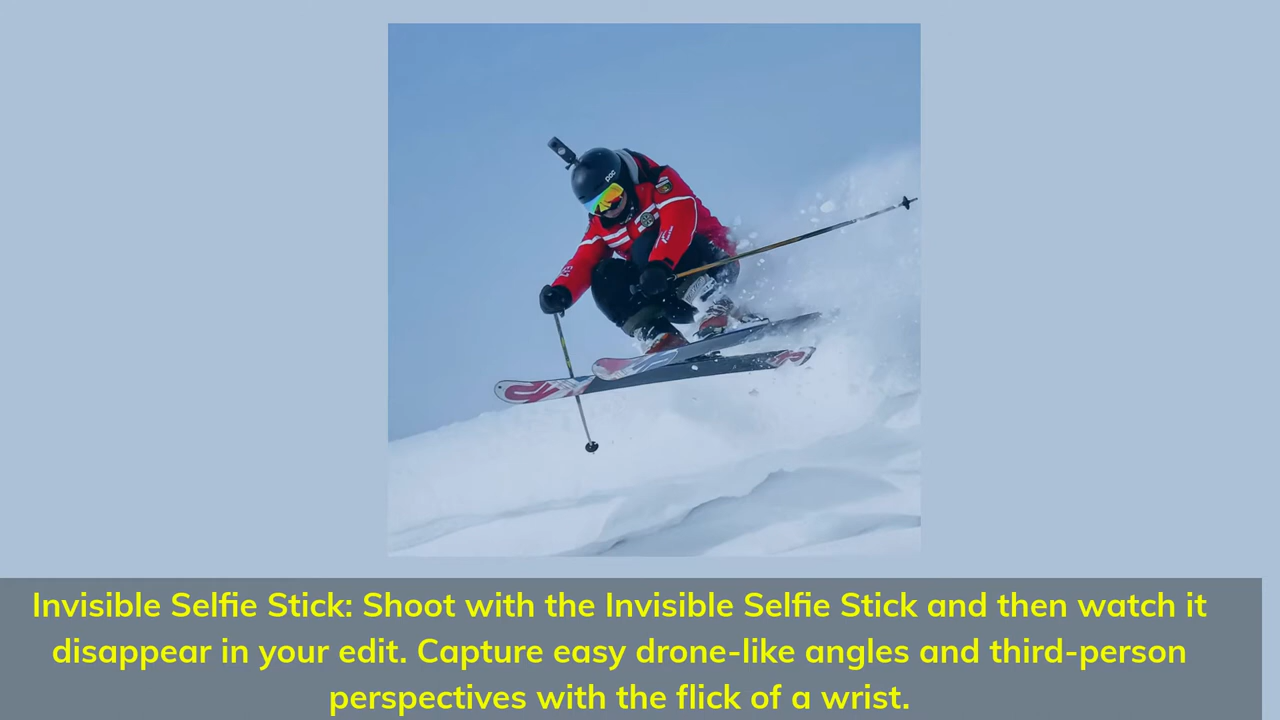 poc
Invisible Selfie Stick: Shoot with the Invisible Selfie Stick and then watch it
disappear in your edit. Capture easy drone-like angles and third-person
perspectives with the flick of a wrist.